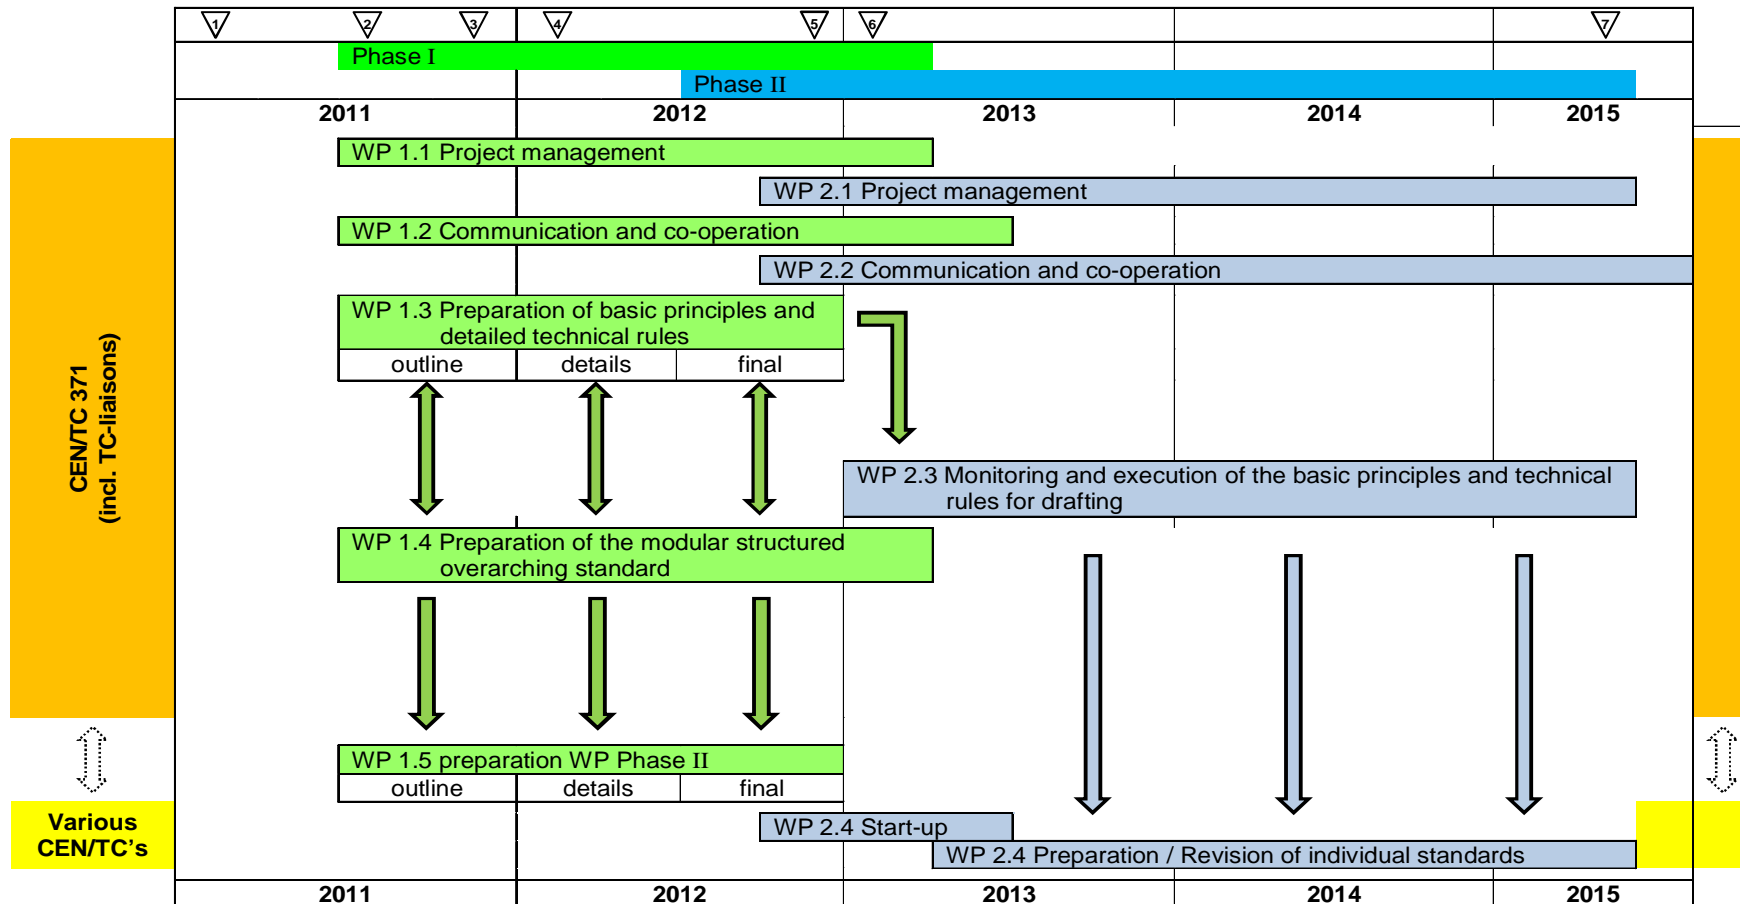 1 2 3 4 5 6 7
Phase I
Phase II
2011 2012 2013 2014 2015
WP 1.1 Project management
WP 2.1 Project management
WP 1.2 Communication and co-operation
WP 2.2 Communication and co-operation
WP 1.3 Preparation of basic principles and
detailed technical rules
outline details final
CEN/TC 371
(incl. TC-liaisons)
WP 2.3 Monitoring and execution of the basic principles and technical
rules for drafting
WP 1.4 Preparation of the modular structured
overarching standard
WP 1.5 preparation WP Phase II
outline details final
Various
CEN/TC’s
WP 2.4 Start-up
WP 2.4 Preparation / Revision of individual standards
2011 2012 2013 2014 2015